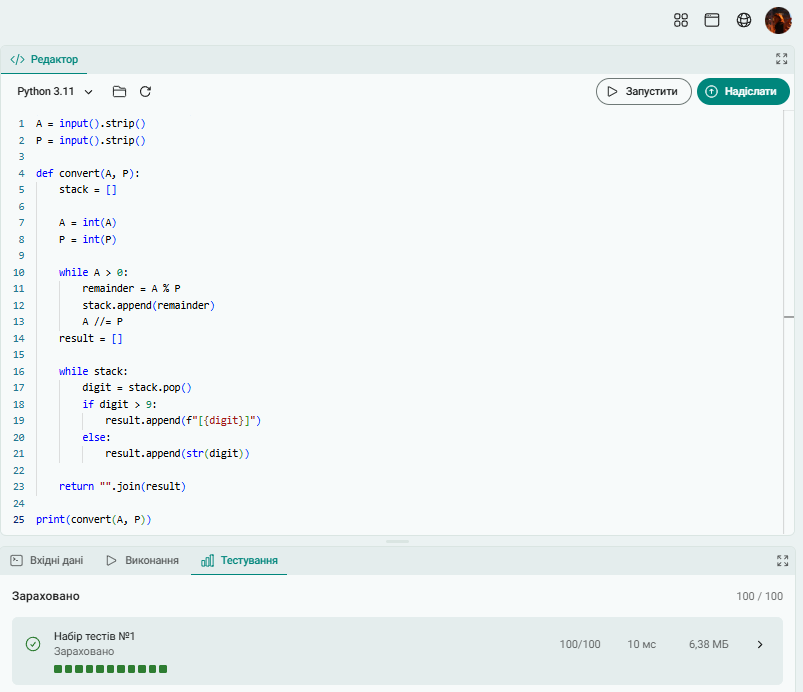 </> Редактор
Python 3.11
Запустити
Надіслати
1 A = input().strip()
2 P = input().strip()
3
4 def convert(A, P):
5     stack = []
6
7     A = int(A)
8     P = int(P)
9
10     while A > 0:
11         remainder = A % P
12         stack.append(remainder)
13         A //= P
14     result = []
15
16     while stack:
17         digit = stack.pop()
18         if digit > 9:
19             result.append(f"[{digit}]")
20         else:
21             result.append(str(digit))
22
23     return "".join(result)
24
25 print(convert(A, P))
Вхідні дані
Виконання
Тестування
Зараховано
100 / 100
Набір тестів №1
Зараховано
100/100
10 мс
6,38 МБ